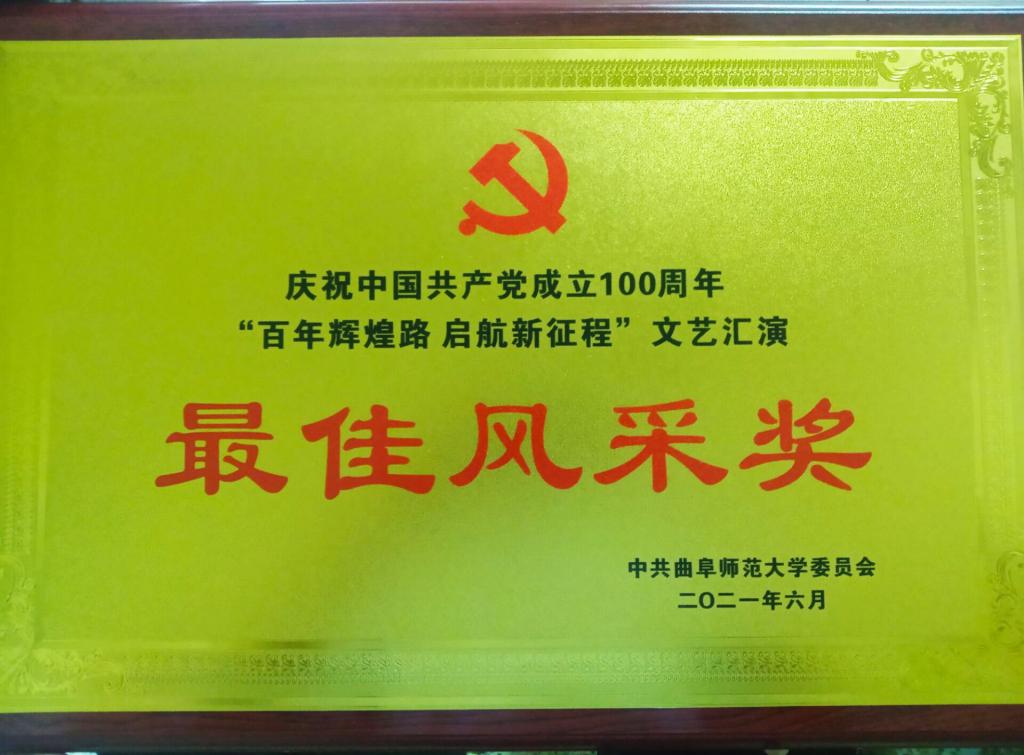 庆祝中国共产党成立100周年
“百年辉煌路 启航新征程”文艺汇演
最佳风采奖
中共曲阜师范大学委员会
二〇二一年六月